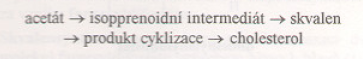 acetát → isopprenoidní intermediát → skvalen
→ produkt cyklizace → cholesterol